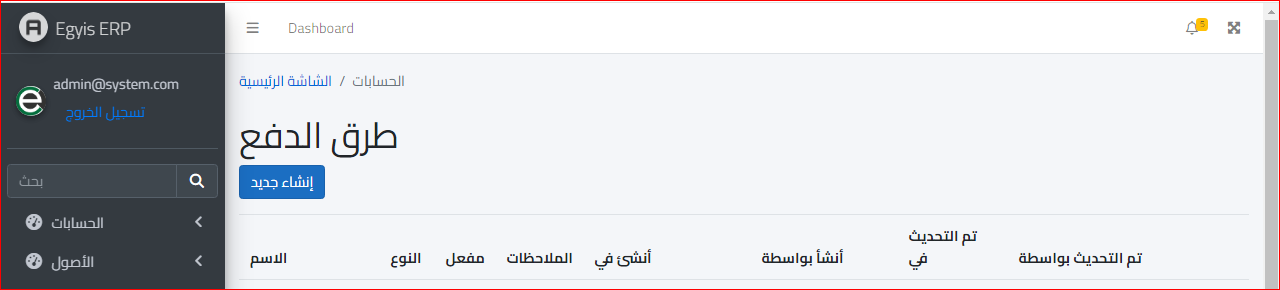 Egyis ERP
Dashboard
5
admin@system.com
تسجيل الخروج
بحث
الحسابات
الأصول
الشاشة الرئيسية / الحسابات
طرق الدفع
إنشاء جديد
الاسم النوع مفعل الملاحظات أنشئ في أنشأ بواسطة تم التحديث في تم التحديث بواسطة